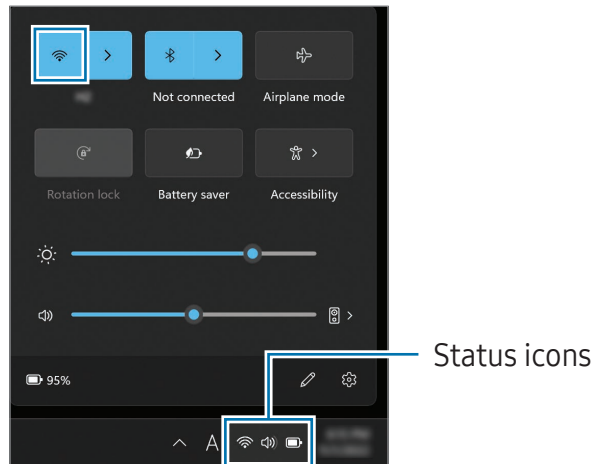 Not connected
Airplane mode
Rotation lock
Battery saver
Accessibility
Status icons
95%
A